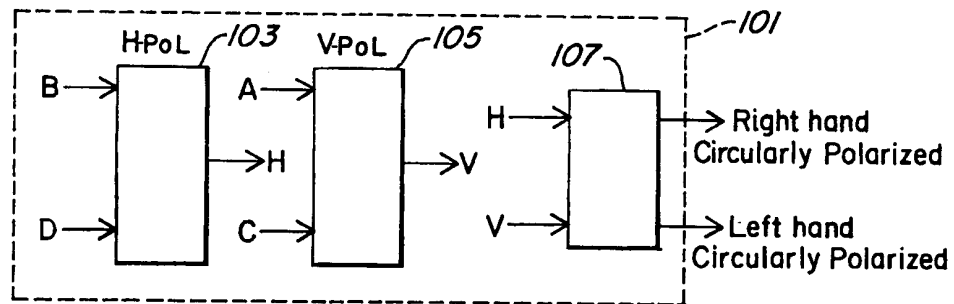 H-PoL 103
V-PoL 105
101
107
B
H
D
A
V
C
H
V
Right hand
Circularly Polarized
Left hand
Circularly Polarized